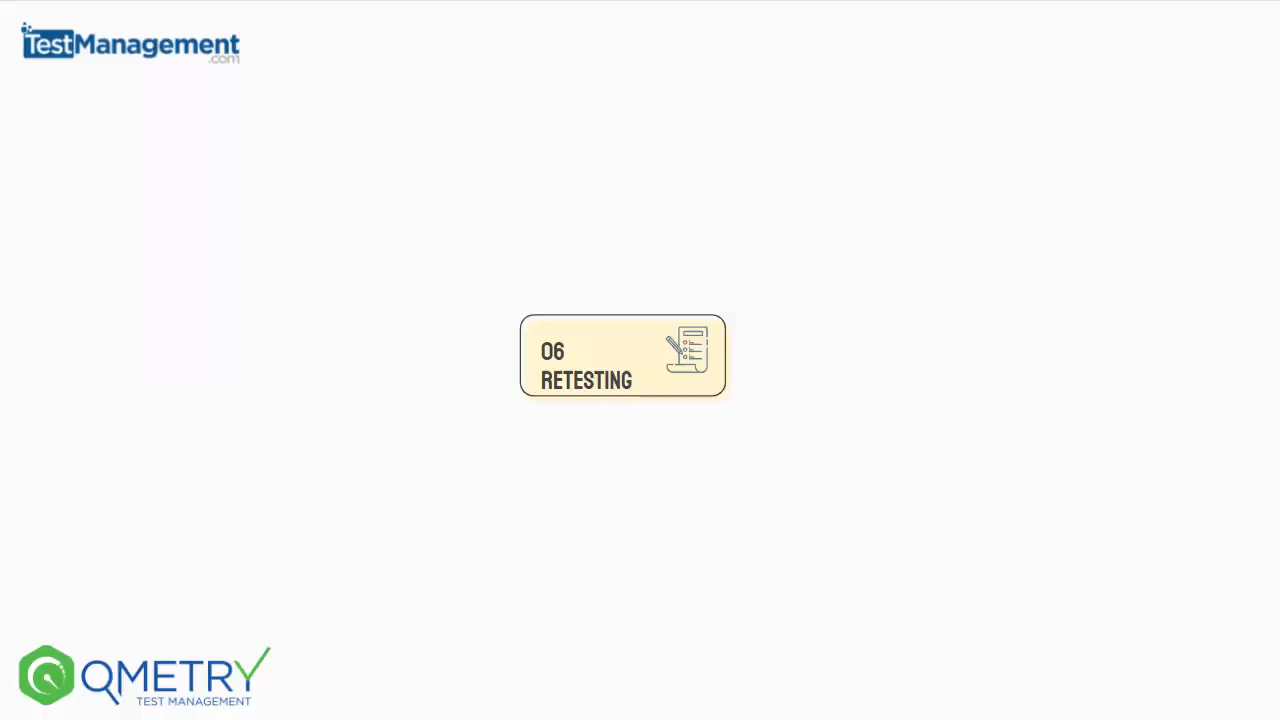 TestManagement
.com
06
RETESTING
QMETRY
TEST MANAGEMENT